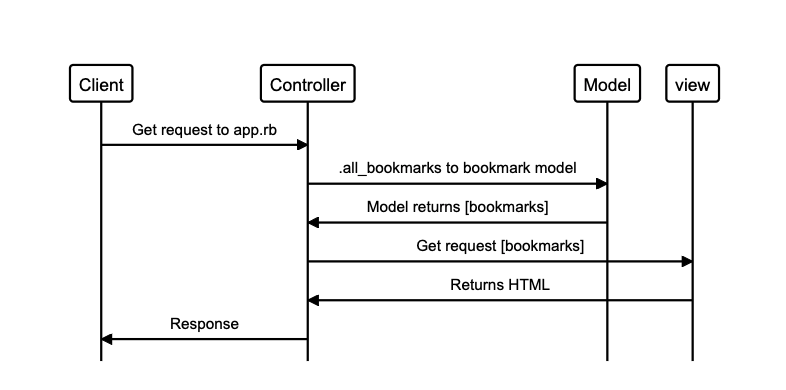 Client
Controller
Model
view
Get request to app.rb
.all_bookmarks to bookmark model
Model returns [bookmarks]
Get request [bookmarks]
Returns HTML
Response